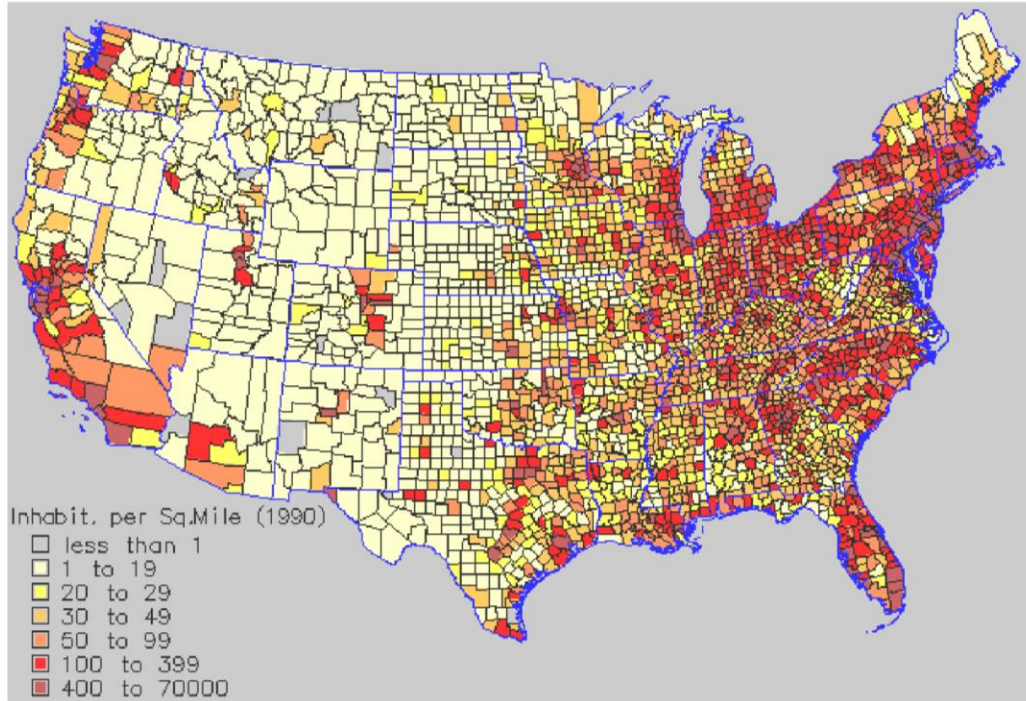 Inhabit. per Sq.Mile (1990)
less than 1
1 to 19
20 to 29
30 to 49
50 to 99
100 to 399
400 to 70000